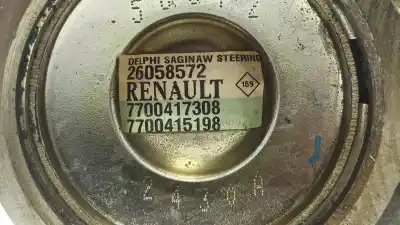 DELPHI SAGINAW STEERING
26058572
RENAULT
159
7700417308
7700415198